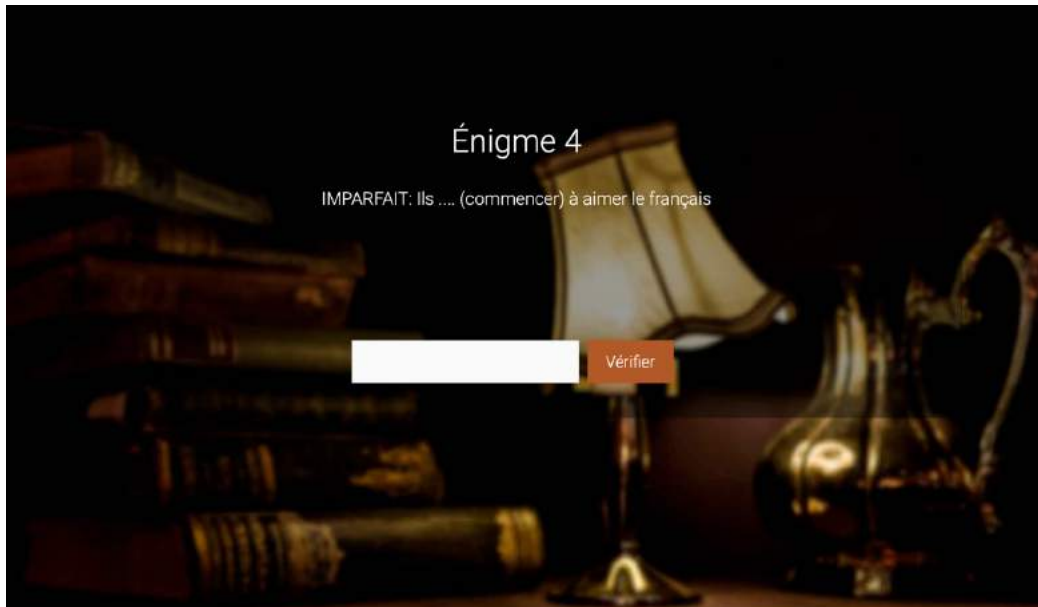 Énigme 4
IMPARFAIT: Ils .... (commencer) à aimer le français
Vérifier